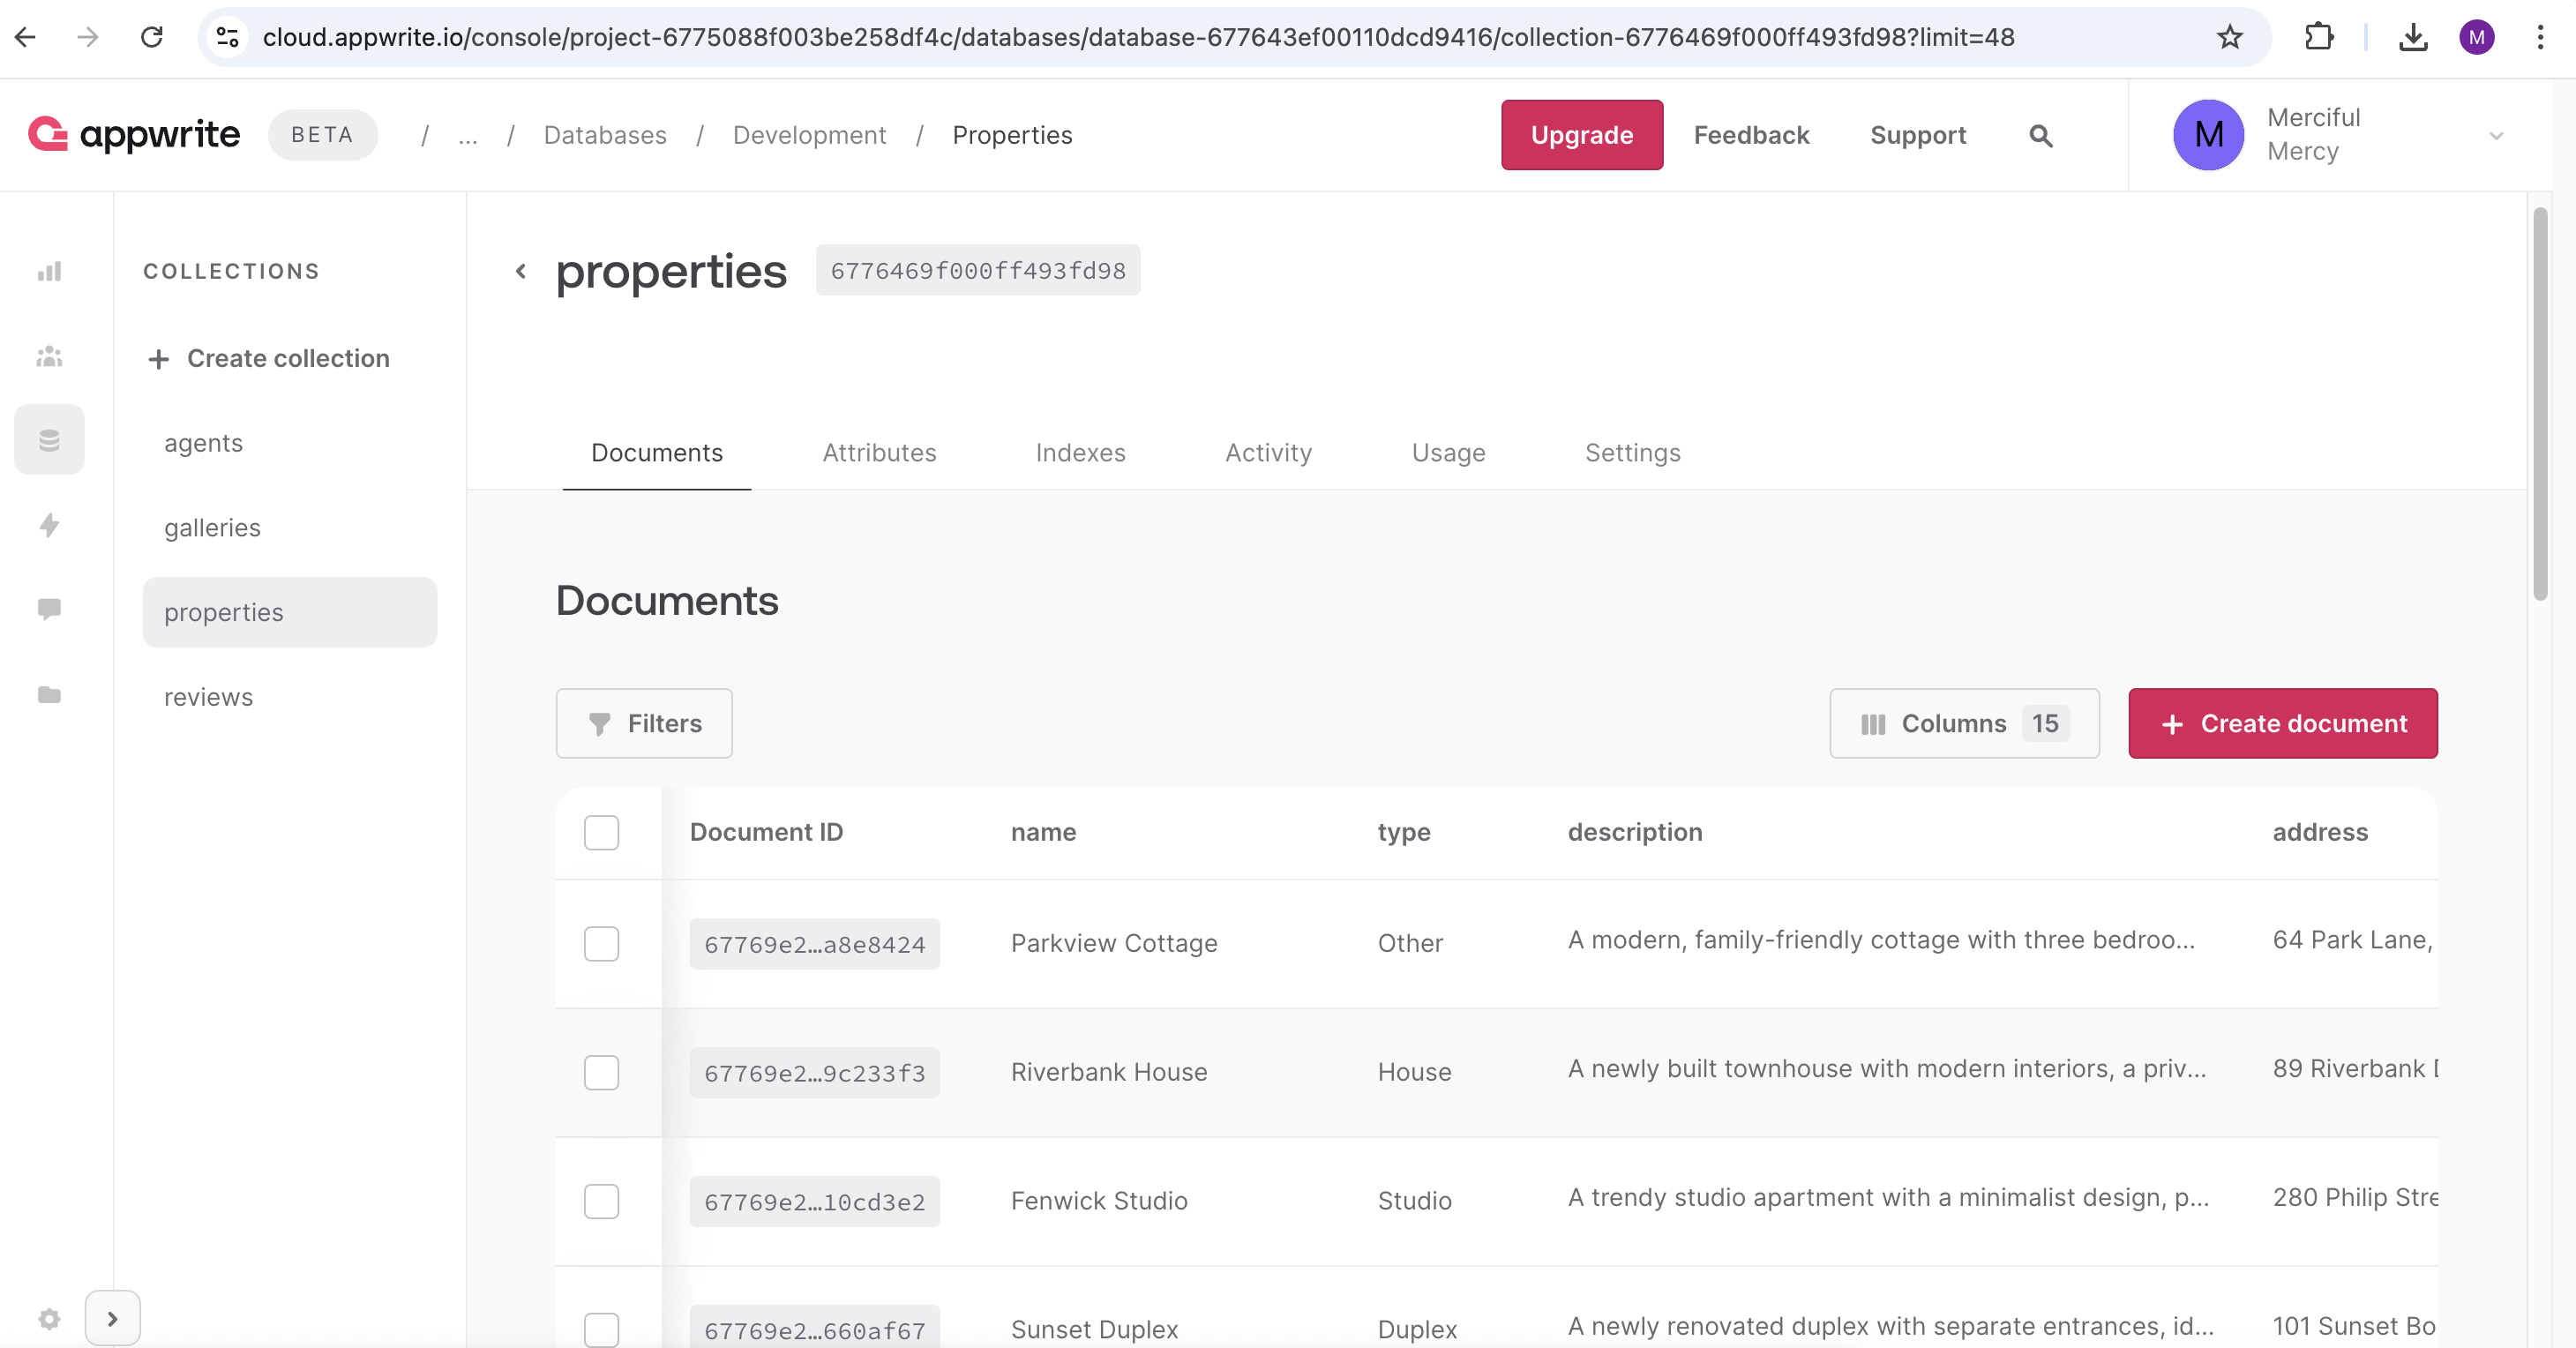 cloud.appwrite.io/console/project-6775088f003be258df4c/databases/database-677643ef00110dcd9416/collection-6776469f000ff493fd98?limit=48
M
appwrite BETA / ... / Databases / Development / Properties
Upgrade Feedback Support
M Merciful
Mercy
COLLECTIONS
+ Create collection
agents
galleries
properties
reviews
properties 6776469f000ff493fd98
Documents Attributes Indexes Activity Usage Settings
Documents
Filters Columns 15 + Create document
Document ID name type description address
67769e2…a8e8424 Parkview Cottage Other A modern, family-friendly cottage with three bedroo... 64 Park Lane,
67769e2…9c233f3 Riverbank House House A newly built townhouse with modern interiors, a priv... 89 Riverbank
67769e2…10cd3e2 Fenwick Studio Studio A trendy studio apartment with a minimalist design, p... 280 Philip Stre
67769e2…660af67 Sunset Duplex Duplex A newly renovated duplex with separate entrances, id... 101 Sunset Bo